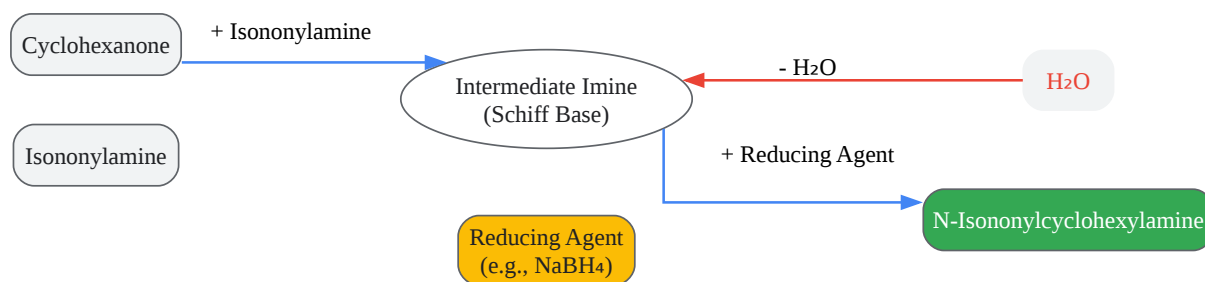 Cyclohexanone
+ Isononylamine
Intermediate Imine
(Schiff Base)
- H₂O
H₂O
Isononylamine
+ Reducing Agent
N-Isononylcyclohexylamine
Reducing Agent
(e.g., NaBH₄)